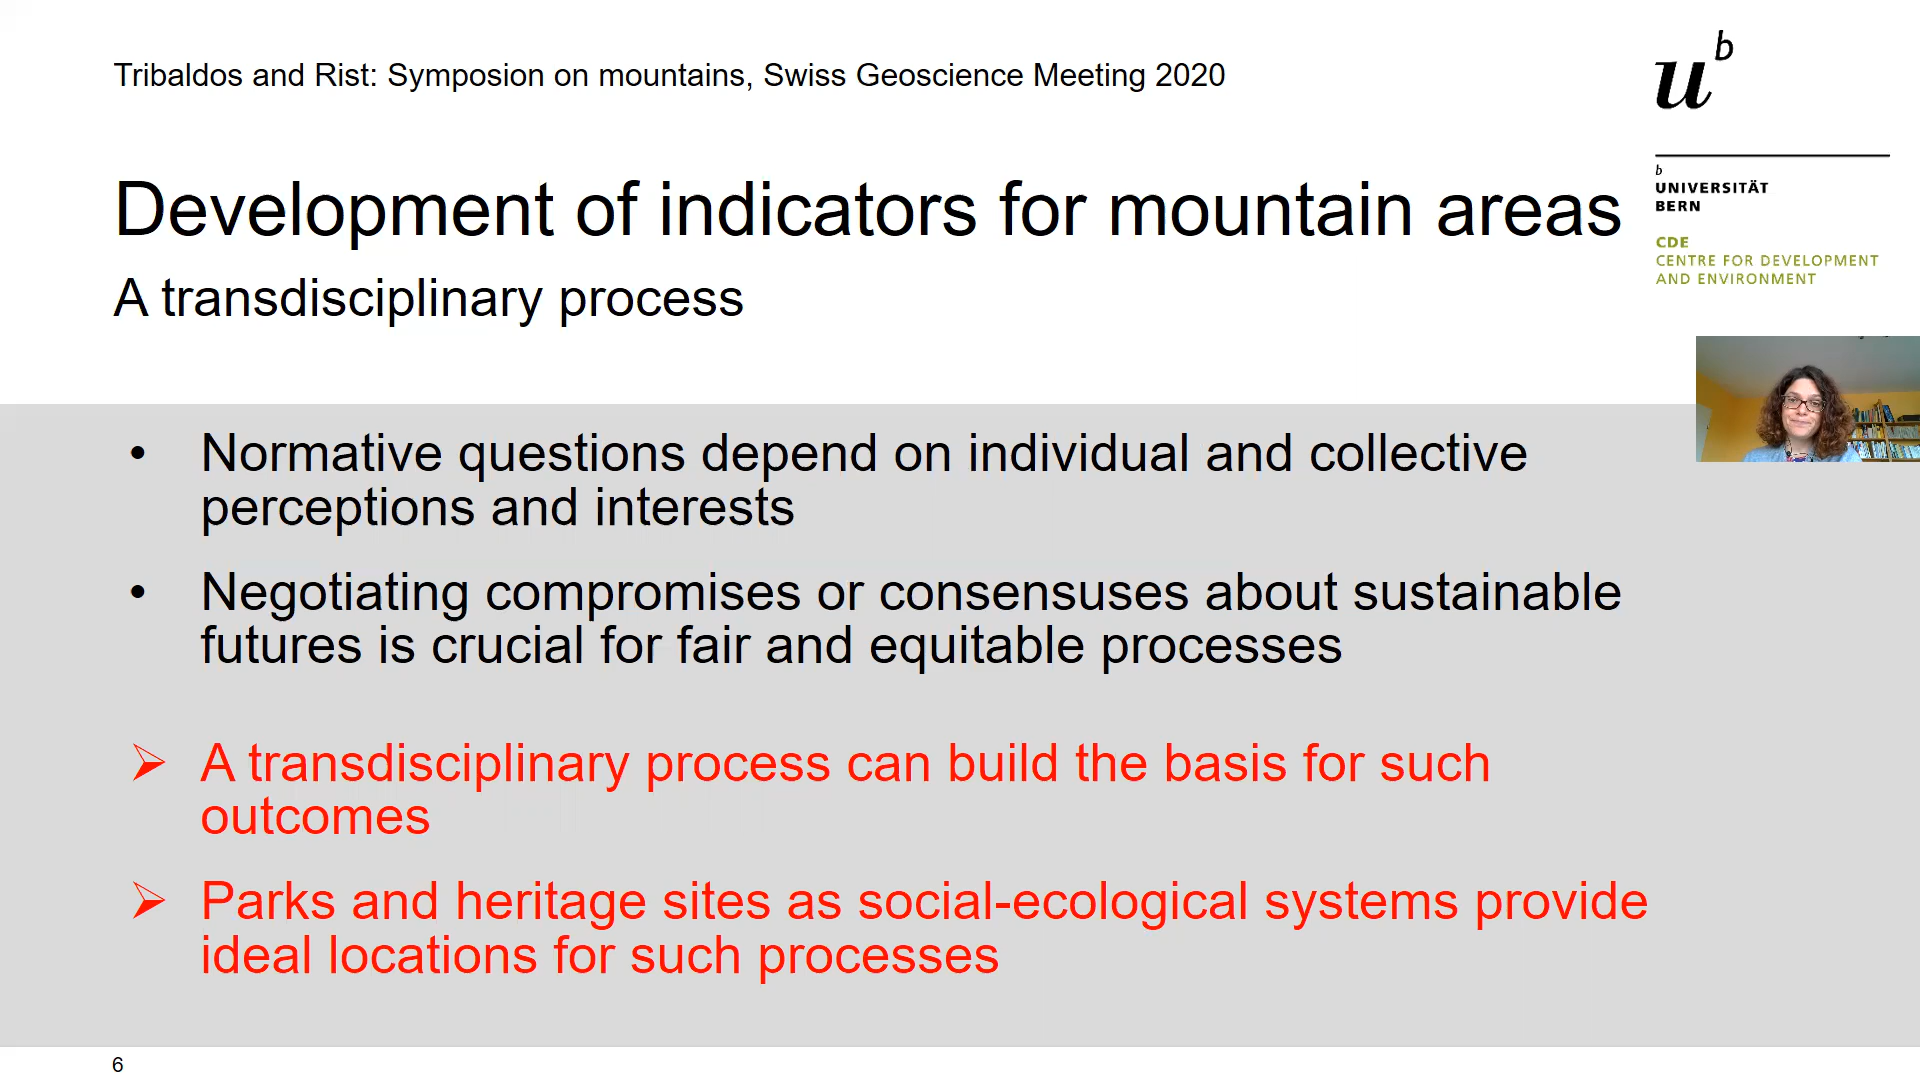 Tribaldos and Rist: Symposion on mountains, Swiss Geoscience Meeting 2020
u b
b
UNIVERSITÄT
BERN
CDE
CENTRE FOR DEVELOPMENT
AND ENVIRONMENT
Development of indicators for mountain areas
A transdisciplinary process
• Normative questions depend on individual and collective
perceptions and interests
• Negotiating compromises or consensuses about sustainable
futures is crucial for fair and equitable processes
➢ A transdisciplinary process can build the basis for such
outcomes
➢ Parks and heritage sites as social-ecological systems provide
ideal locations for such processes
6